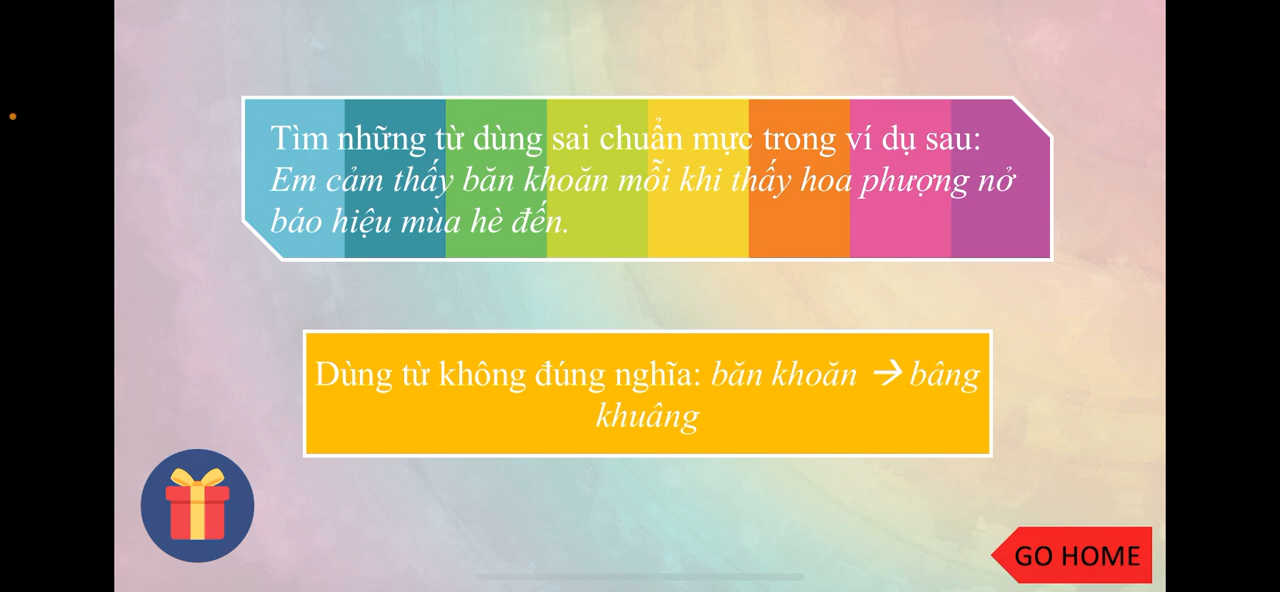 Tìm những từ dùng sai chuẩn mực trong ví dụ sau:
Em cảm thấy băn khoăn mỗi khi thấy hoa phượng nở
báo hiệu mùa hè đến.
Dùng từ không đúng nghĩa: băn khoăn → bâng
khuâng
GO HOME